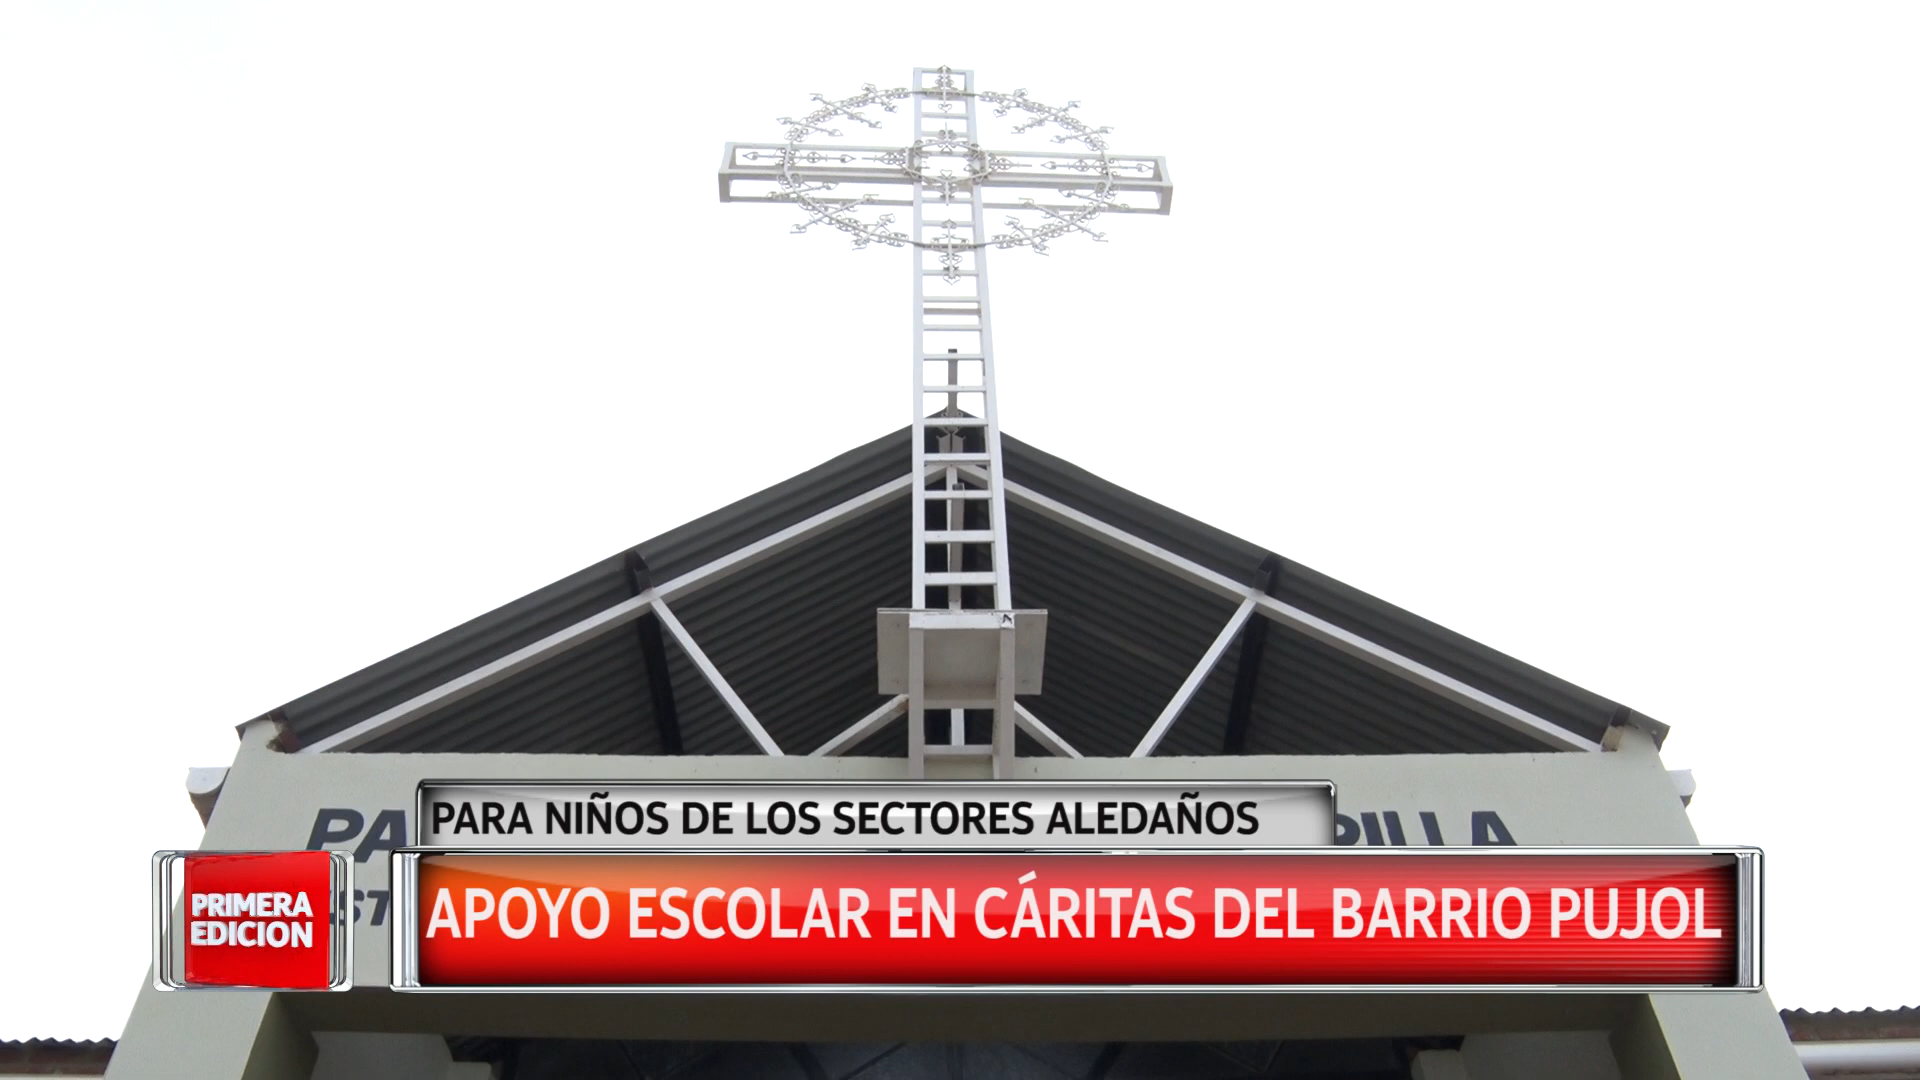 PARA NIÑOS DE LOS SECTORES ALEDAÑOS
PRIMERA
EDICION
APOYO ESCOLAR EN CÁRITAS DEL BARRIO PUJOL